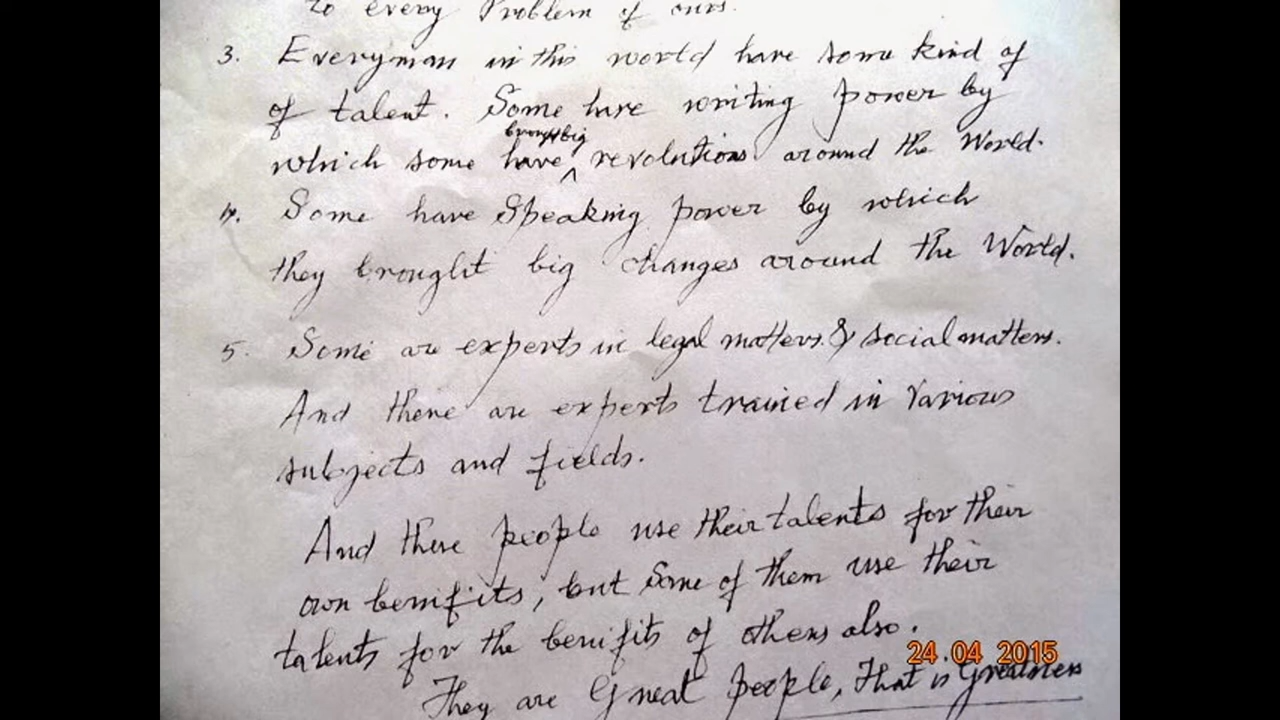 to every Problem of ours.
3. Everyman in this world have some kind of
of talent. Some have writing power by
brought big
which some have ^ revolutions around the World.
4. Some have Speaking power by which
they brought big changes around the World.
5. Some are experts in legal matters & social matters.
And there are experts trained in Various
subjects and fields.
And these people use their talents for their
own benifits, but Some of them use their
talents for the benifits of others also.
24 04 2015
They are Great people, That is Greatness